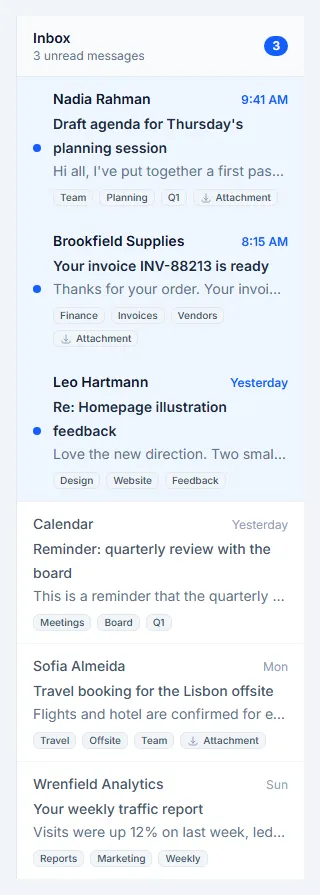 Inbox
3 unread messages
3
Nadia Rahman 9:41 AM
Draft agenda for Thursday's
planning session
Hi all, I've put together a first pas...
Team Planning Q1 Attachment
Brookfield Supplies 8:15 AM
Your invoice INV-88213 is ready
Thanks for your order. Your invoi...
Finance Invoices Vendors
Attachment
Leo Hartmann Yesterday
Re: Homepage illustration
feedback
Love the new direction. Two smal...
Design Website Feedback
Calendar Yesterday
Reminder: quarterly review with the
board
This is a reminder that the quarterly ...
Meetings Board Q1
Sofia Almeida Mon
Travel booking for the Lisbon offsite
Flights and hotel are confirmed for e...
Travel Offsite Team Attachment
Wrenfield Analytics Sun
Your weekly traffic report
Visits were up 12% on last week, led...
Reports Marketing Weekly